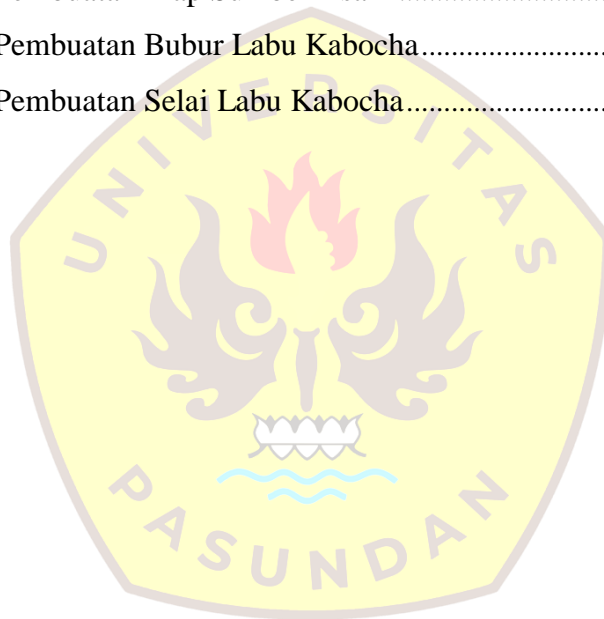 Pembuatan Bubur Labu Kabocha.......................
Pembuatan Selai Labu Kabocha.........................
UNIVERSITAS
PASUNDAN